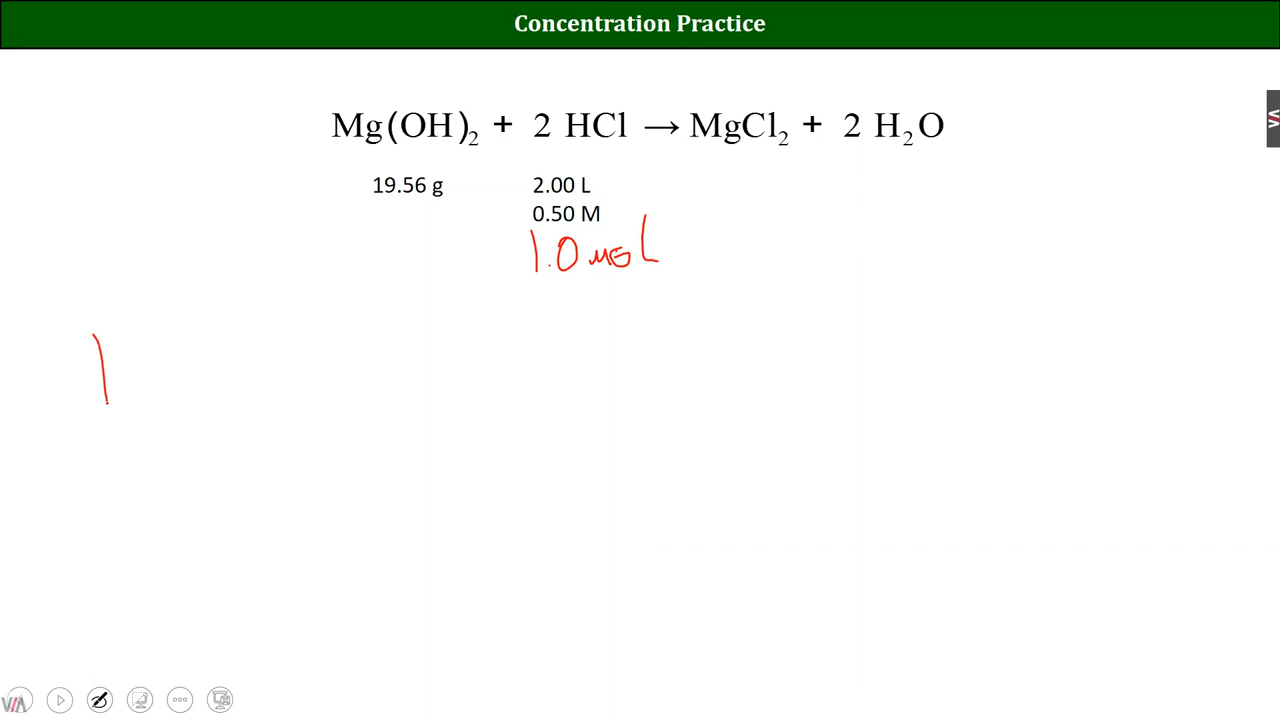 Concentration Practice
Mg(OH)₂ + 2 HCl → MgCl₂ + 2 H₂O
19.56 g 2.00 L
0.50 M
1.0 mol